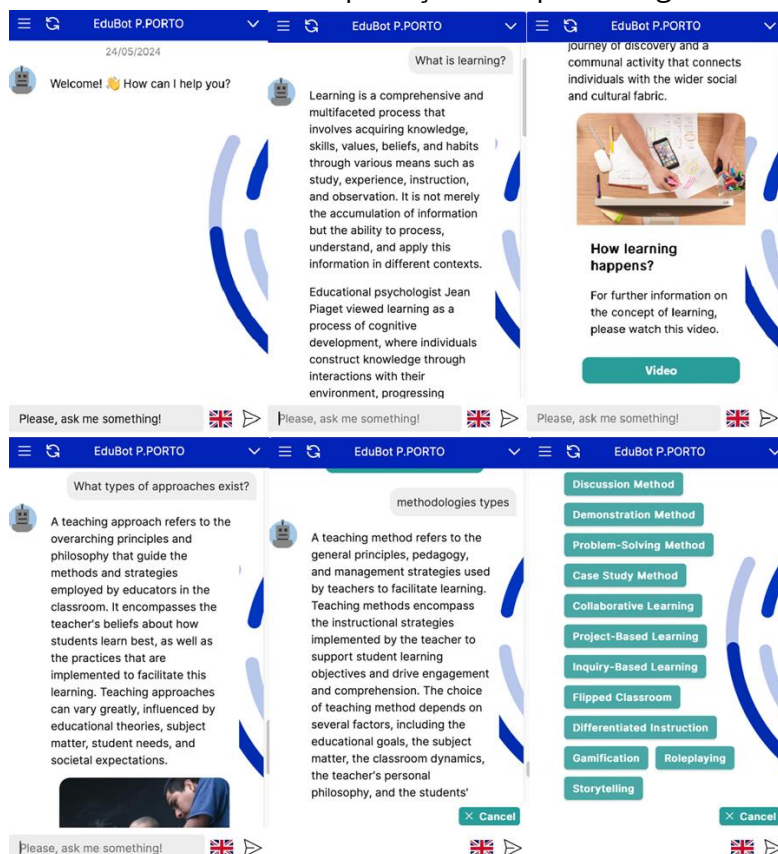 EduBot P.PORTO
24/05/2024
Welcome! 👋 How can I help you?
Please, ask me something!
EduBot P.PORTO
What is learning?
Learning is a comprehensive and
multifaceted process that
involves acquiring knowledge,
skills, values, beliefs, and habits
through various means such as
study, experience, instruction,
and observation. It is not merely
the accumulation of information
but the ability to process,
understand, and apply this
information in different contexts.
Educational psychologist Jean
Piaget viewed learning as a
process of cognitive
development, where individuals
construct knowledge through
interactions with their
environment, progressing
Please, ask me something!
EduBot P.PORTO
journey of discovery and a
communal activity that connects
individuals with the wider social
and cultural fabric.
How learning
happens?
For further information on
the concept of learning,
please watch this video.
Video
Please, ask me something!
EduBot P.PORTO
What types of approaches exist?
A teaching approach refers to the
overarching principles and
philosophy that guide the
methods and strategies
employed by educators in the
classroom. It encompasses the
teacher's beliefs about how
students learn best, as well as
the practices that are
implemented to facilitate this
learning. Teaching approaches
can vary greatly, influenced by
educational theories, subject
matter, student needs, and
societal expectations.
Please, ask me something!
EduBot P.PORTO
methodologies types
A teaching method refers to the
general principles, pedagogy,
and management strategies used
by teachers to facilitate learning.
Teaching methods encompass
the instructional strategies
implemented by the teacher to
support student learning
objectives and drive engagement
and comprehension. The choice
of teaching method depends on
several factors, including the
educational goals, the subject
matter, the classroom dynamics,
the teacher's personal
philosophy, and the students'
× Cancel
EduBot P.PORTO
Discussion Method
Demonstration Method
Problem-Solving Method
Case Study Method
Collaborative Learning
Project-Based Learning
Inquiry-Based Learning
Flipped Classroom
Differentiated Instruction
Gamification Roleplaying
Storytelling
× Cancel